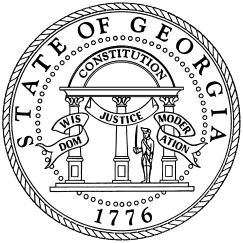 STATE OF GEORGIA
CONSTITUTION
WIS
DOM
JUSTICE
MODER
ATION
1776